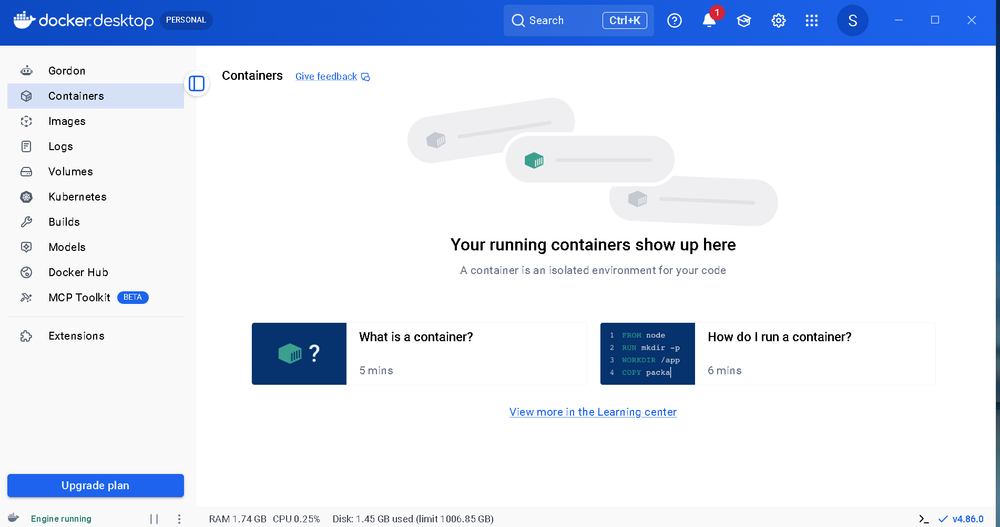 docker desktop PERSONAL
Search Ctrl+K
1
S
Gordon
Containers
Images
Logs
Volumes
Kubernetes
Builds
Models
Docker Hub
MCP Toolkit BETA
Extensions
Upgrade plan
Containers Give feedback
Your running containers show up here
A container is an isolated environment for your code
?
What is a container?
5 mins
1 FROM node
2 RUN mkdir -p
3 WORKDIR /app
4 COPY packa
How do I run a container?
6 mins
View more in the Learning center
Engine running
RAM 1.74 GB CPU 0.25% Disk: 1.45 GB used (limit 1006.85 GB)
v4.86.0